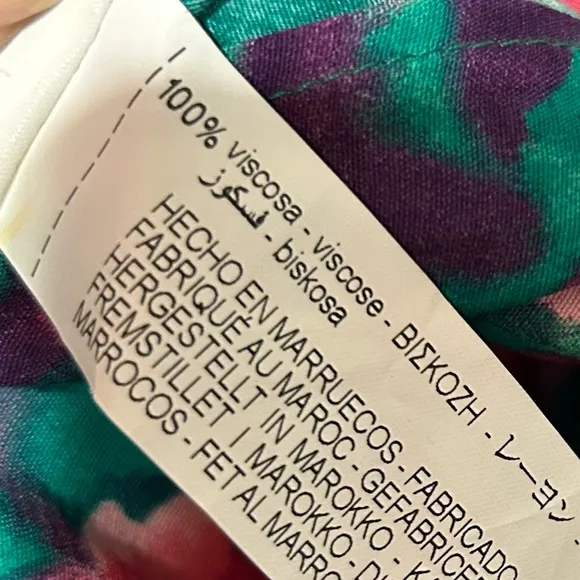 100% viscosa - viscose - ΒΙΣΚΟΖΗ - レーヨン -
فسكوز - biskosa
HECHO EN MARRUECOS - FABRICADO
FABRIQUÉ AU MAROC - GEFABRICE
HERGESTELLT IN MAROKKO - K
FREMSTILLET I MAROKKO - D
MARROCOS - FET AL MARRO